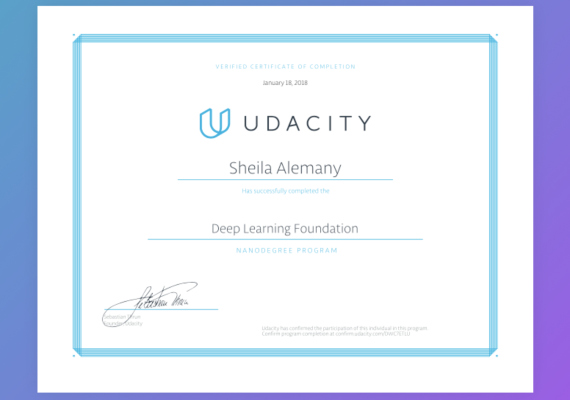 VERIFIED CERTIFICATE OF COMPLETION
January 18, 2018
UDACITY
Sheila Alemany
Has successfully completed the
Deep Learning Foundation
NANODEGREE PROGRAM
Sebastian Thrun
Founder, Udacity
Udacity has confirmed the participation of this individual in this program
Confirm program completion at confirm.udacity.com/